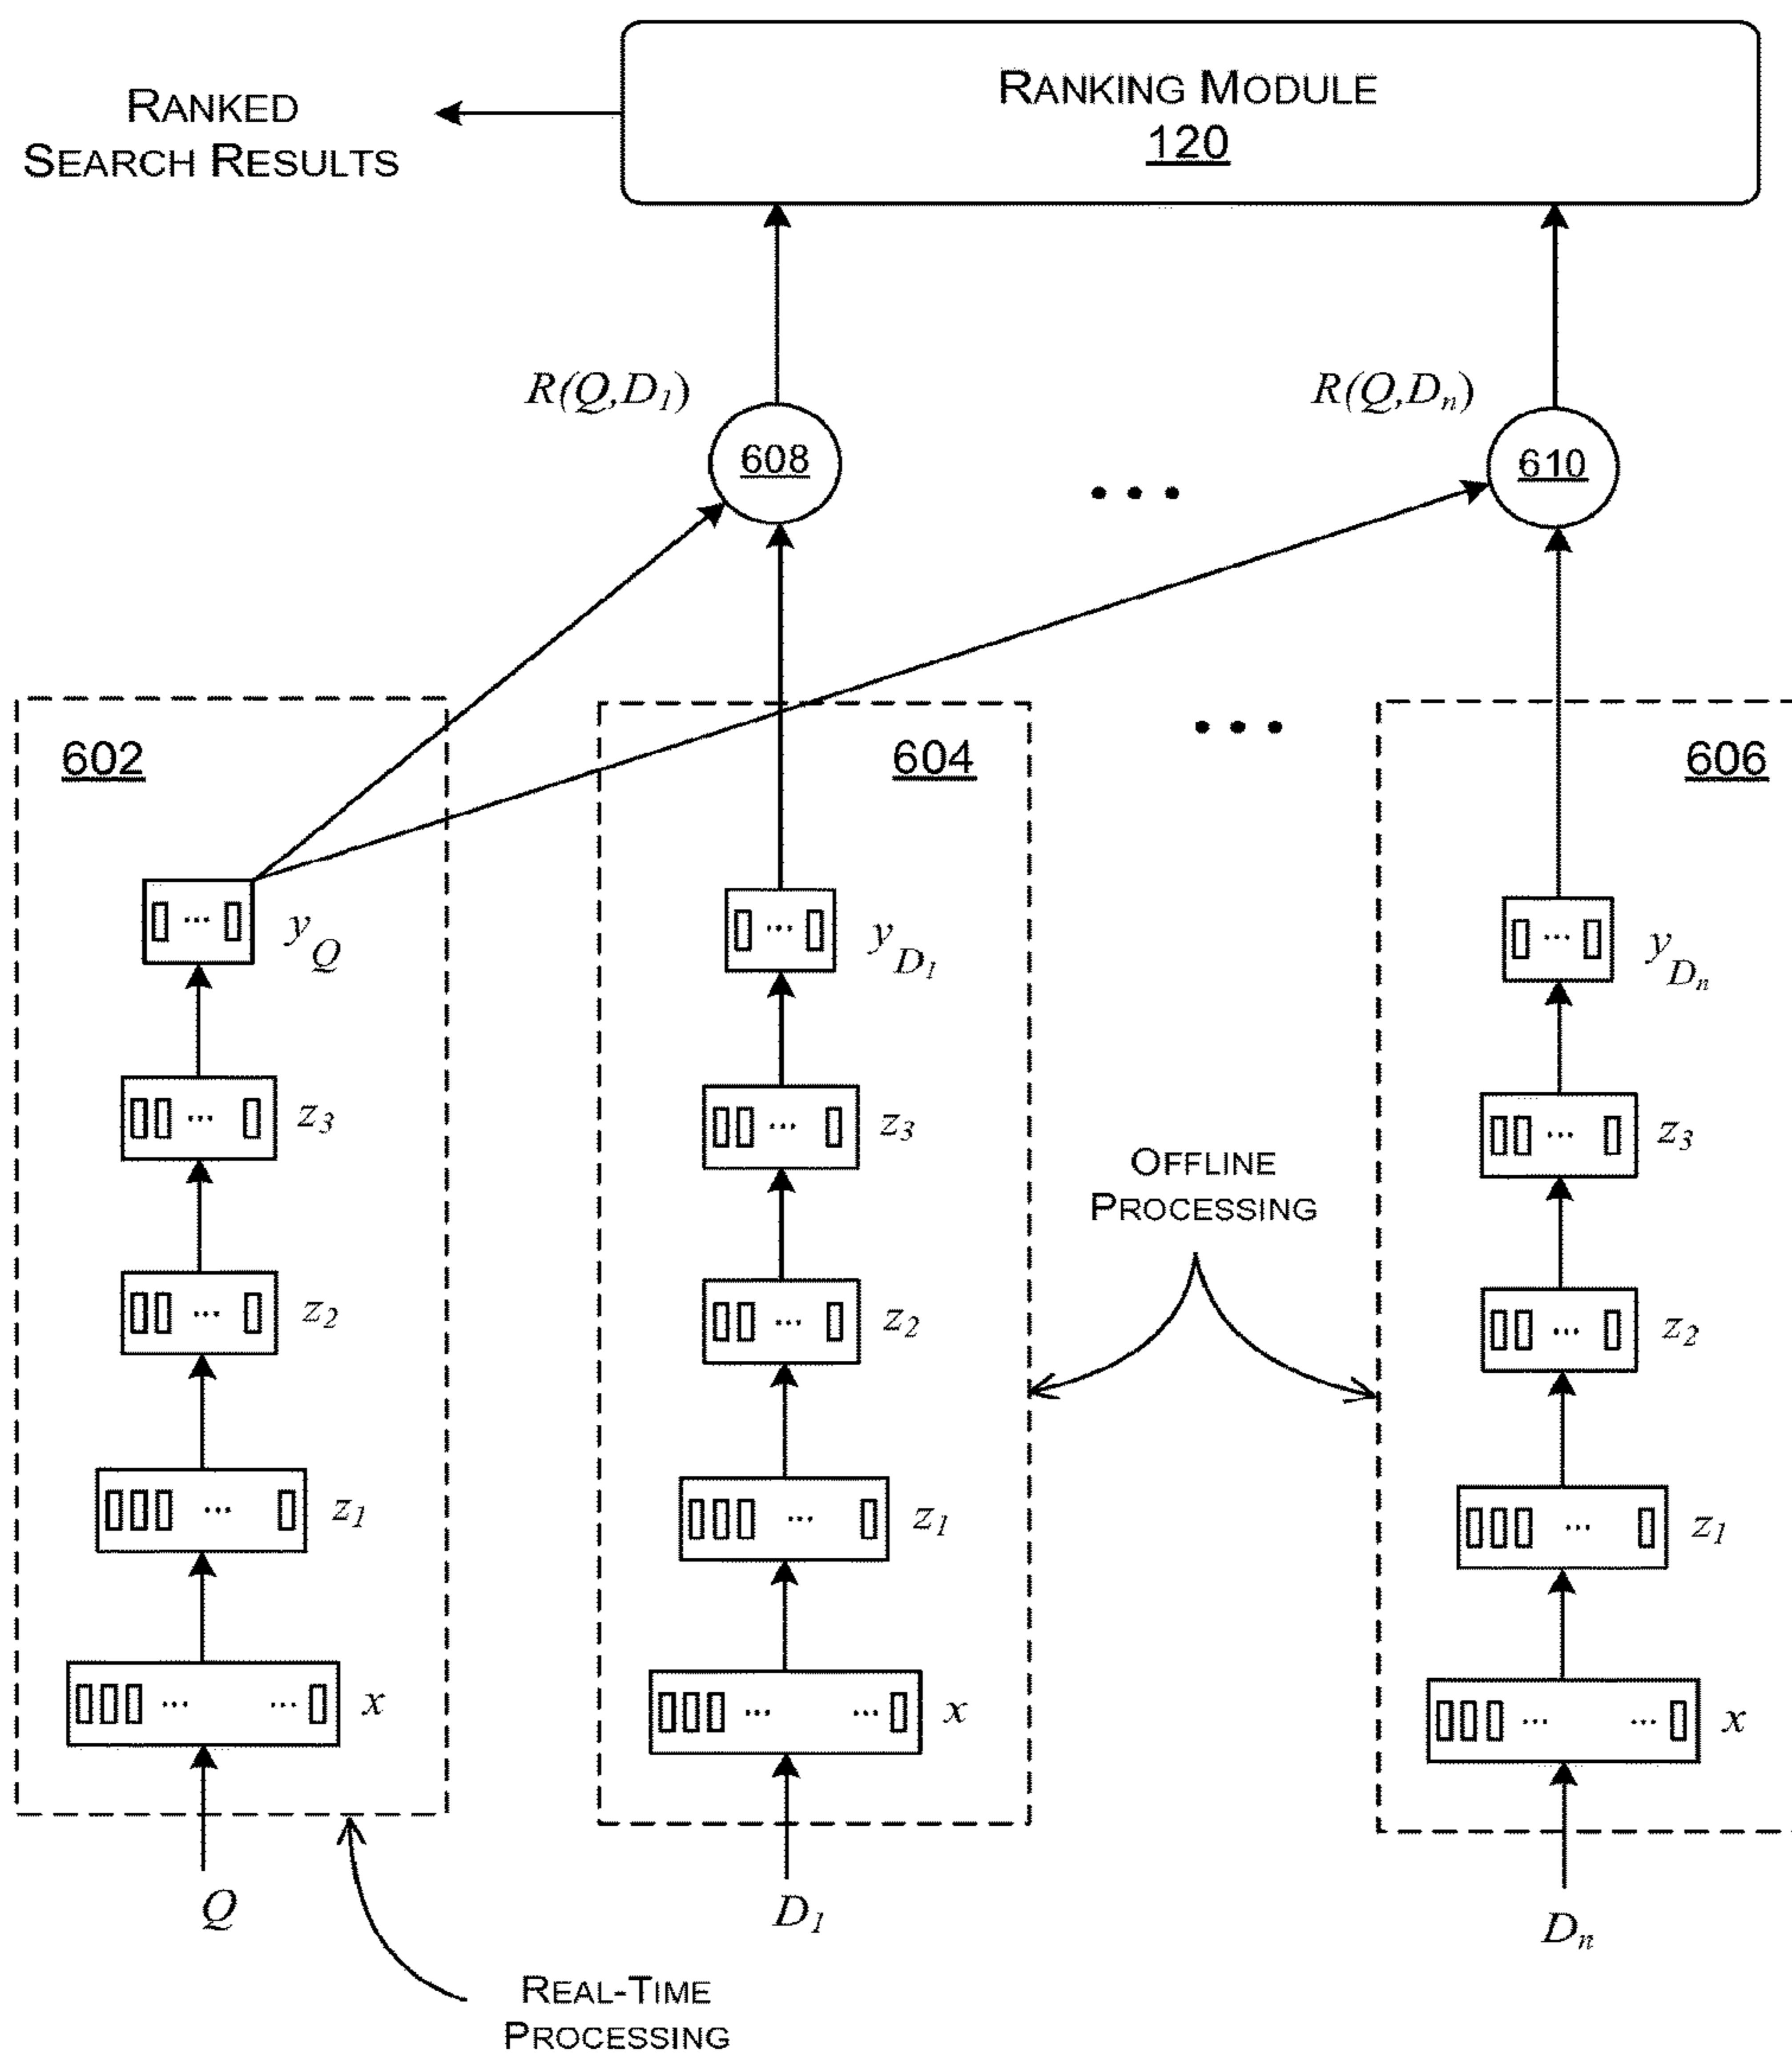 RANKING MODULE
120
RANKED
SEARCH RESULTS
R(Q,D1)
R(Q,Dn)
608
610
...
602
604
...
606
... yQ
... yD1
... yDn
... z3
... z3
... z3
OFFLINE
PROCESSING
... z2
... z2
... z2
... z1
... z1
... z1
... ... x
... ... x
... ... x
Q
D1
Dn
REAL-TIME
PROCESSING